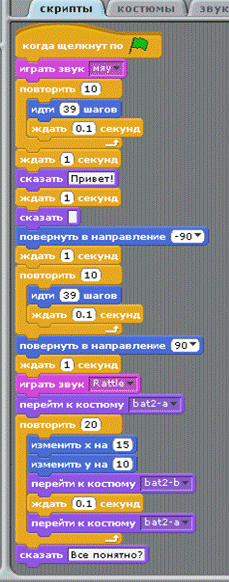 скрипты костюмы звук
когда щелкнут по
играть звук мяу
повторить 10
идти 39 шагов
ждать 0.1 секунд
ждать 1 секунд
сказать Привет!
ждать 1 секунд
сказать
повернуть в направление -90
ждать 1 секунд
повторить 10
идти 39 шагов
ждать 0.1 секунд
повернуть в направление 90
ждать 1 секунд
играть звук Rattle
перейти к костюму bat2-a
повторить 20
изменить х на 15
изменить у на 10
перейти к костюму bat2-b
ждать 0.1 секунд
перейти к костюму bat2-a
сказать Все понятно?